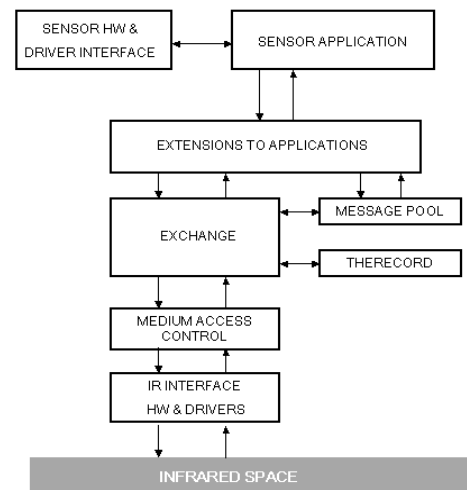 SENSOR HW &
DRIVER INTERFACE
SENSOR APPLICATION
EXTENSIONS TO APPLICATIONS
EXCHANGE
MESSAGE POOL
THERECORD
MEDIUM ACCESS
CONTROL
IR INTERFACE
HW & DRIVERS
INFRARED SPACE